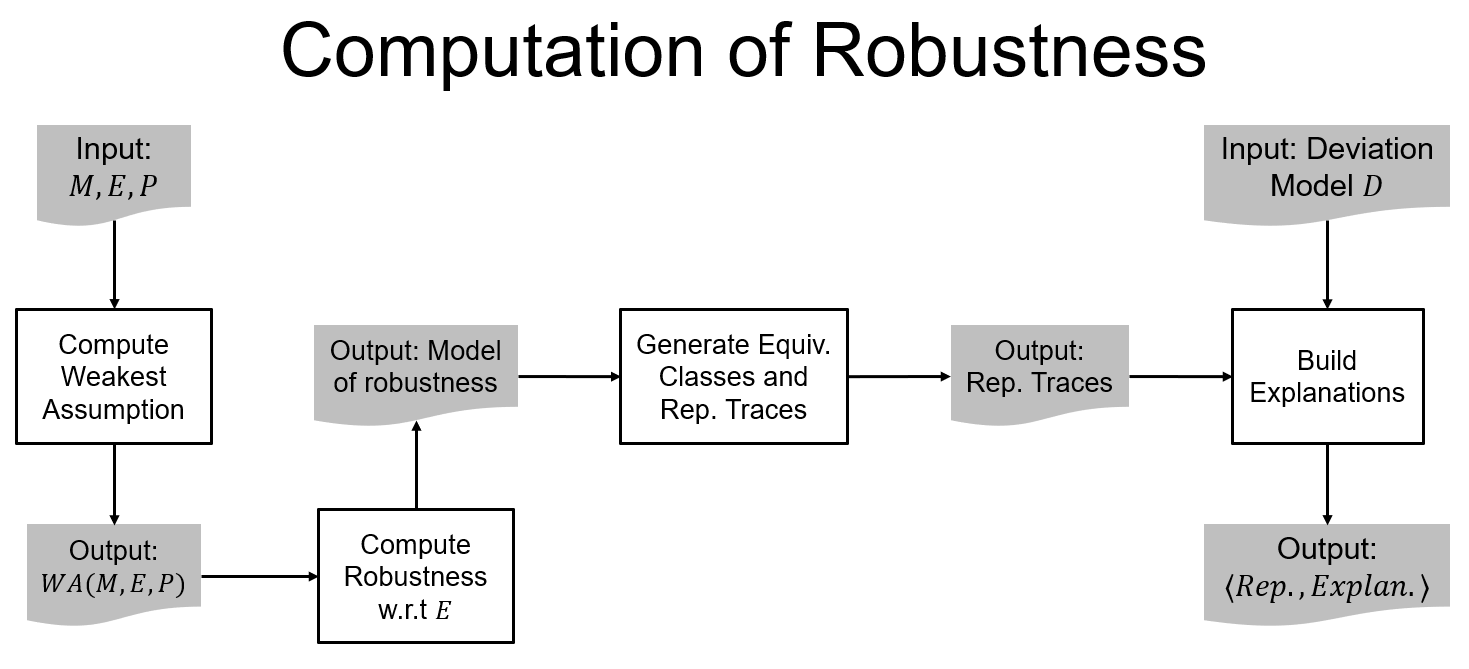 Computation of Robustness
Input:
M, E, P
Compute
Weakest
Assumption
Output:
WA(M, E, P)
Compute
Robustness
w.r.t E
Output: Model
of robustness
Generate Equiv.
Classes and
Rep. Traces
Output:
Rep. Traces
Input: Deviation
Model D
Build
Explanations
Output:
⟨Rep., Explan.⟩